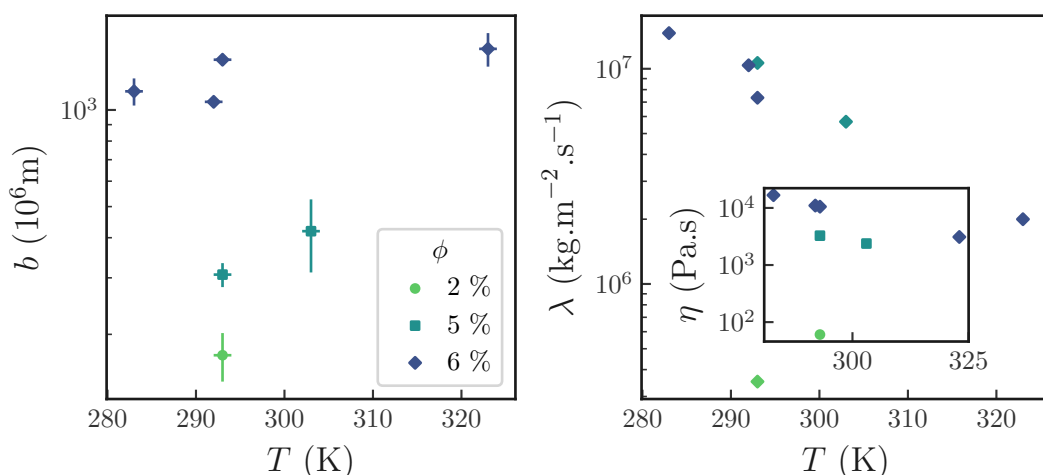 b (10⁶m)
10³
280 290 300 310 320
T (K)
ϕ
2 %
5 %
6 %
λ (kg.m⁻².s⁻¹)
10⁷
10⁶
280 290 300 310 320
T (K)
η (Pa.s)
10⁴
10³
10²
300 325